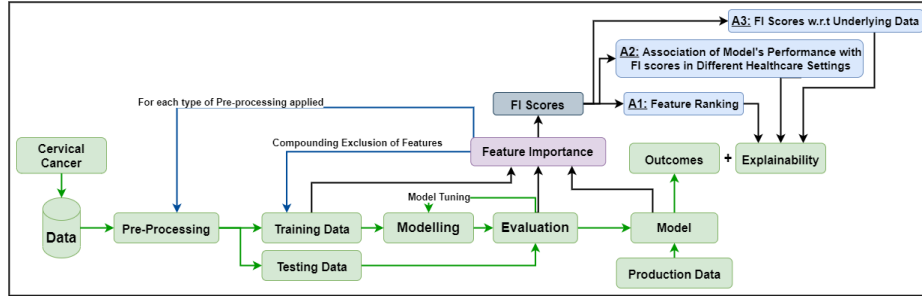 A3: FI Scores w.r.t Underlying Data
A2: Association of Model's Performance with
FI scores in Different Healthcare Settings
For each type of Pre-processing applied
FI Scores
A1: Feature Ranking
Cervical
Cancer
Compounding Exclusion of Features
Feature Importance
Outcomes
+
Explainability
Model Tuning
Data
Pre-Processing
Training Data
Modelling
Evaluation
Model
Testing Data
Production Data